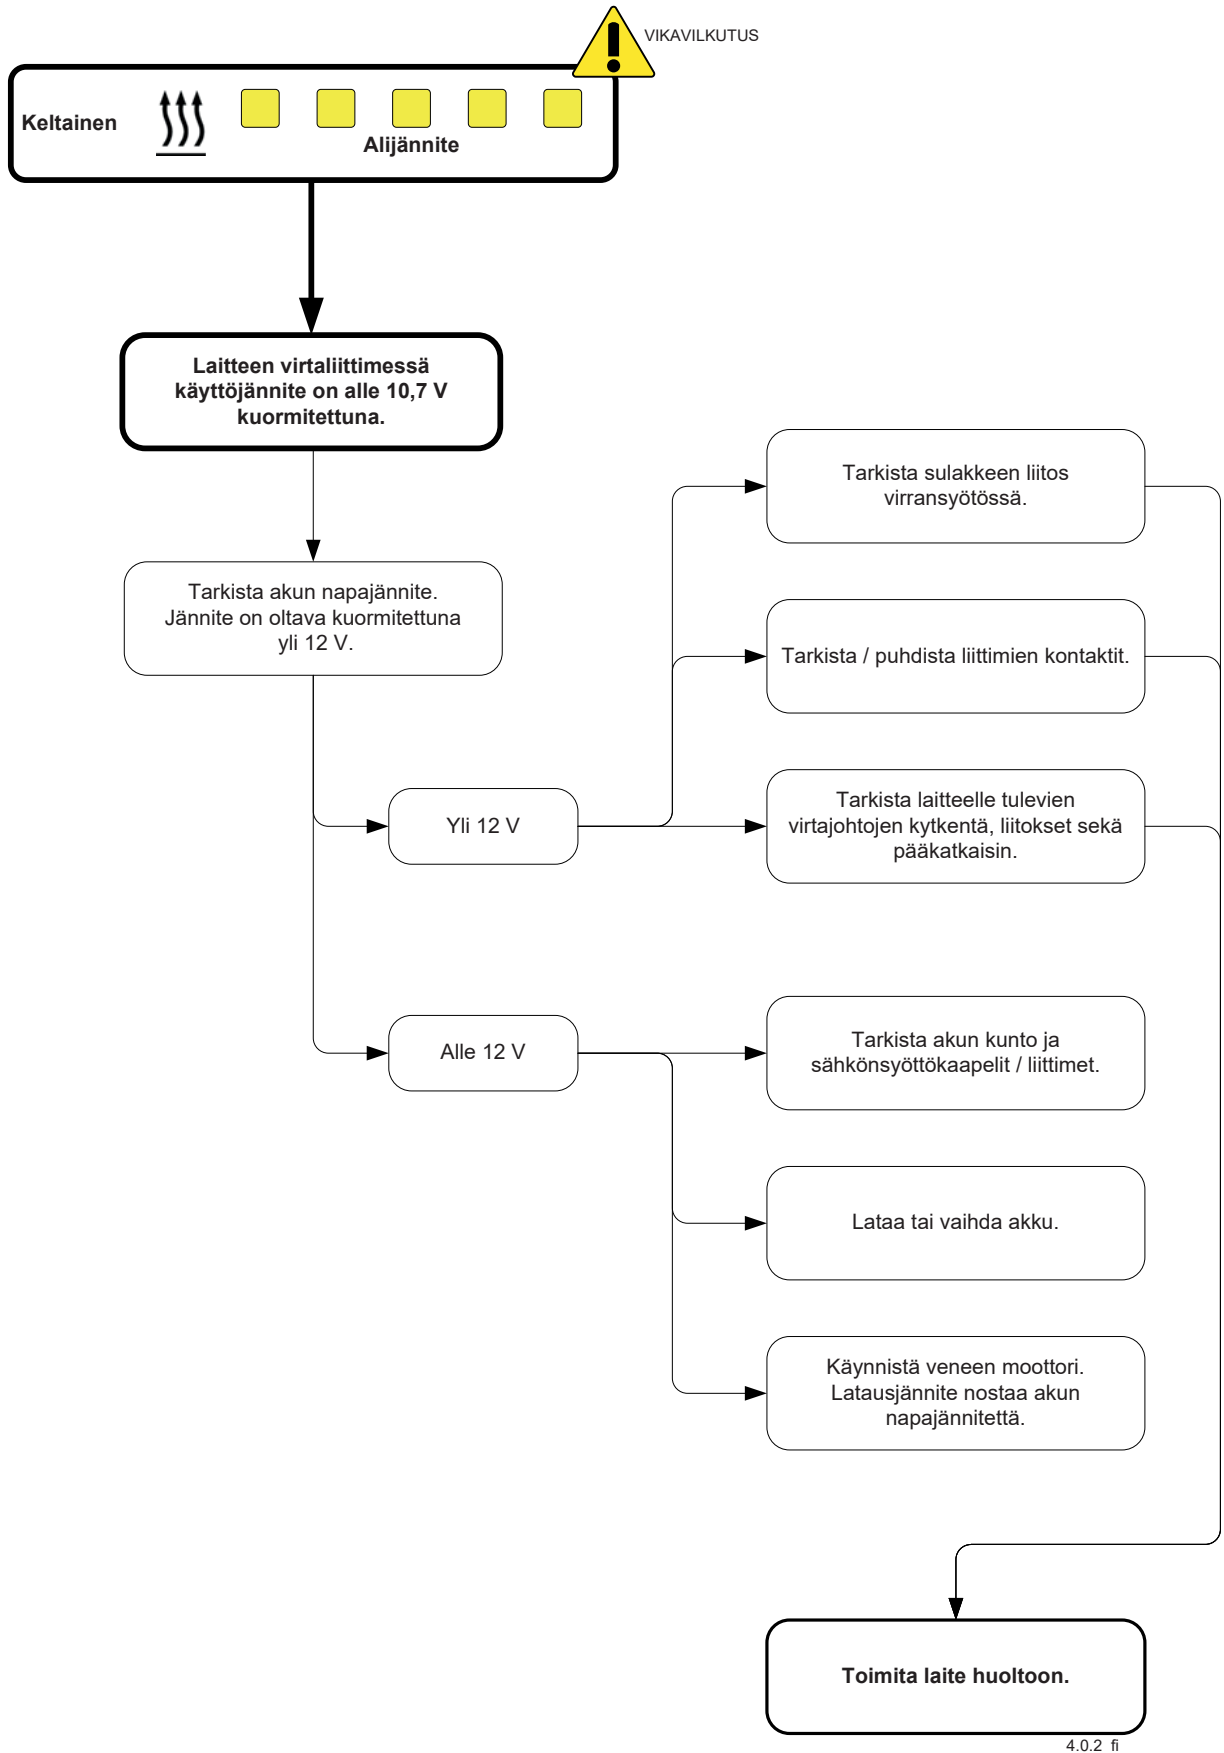 VIKAVILKUTUS
Keltainen
Alijännite
Laitteen virtaliittimessä
käyttöjännite on alle 10,7 V
kuormitettuna.
Tarkista akun napajännite.
Jännite on oltava kuormitettuna
yli 12 V.
Tarkista sulakkeen liitos
virransyötössä.
Tarkista / puhdista liittimien kontaktit.
Yli 12 V
Tarkista laitteelle tulevien
virtajohtojen kytkentä, liitokset sekä
pääkatkaisin.
Alle 12 V
Tarkista akun kunto ja
sähkönsyöttökaapelit / liittimet.
Lataa tai vaihda akku.
Käynnistä veneen moottori.
Latausjännite nostaa akun
napajännitettä.
Toimita laite huoltoon.
4.0.2_fi